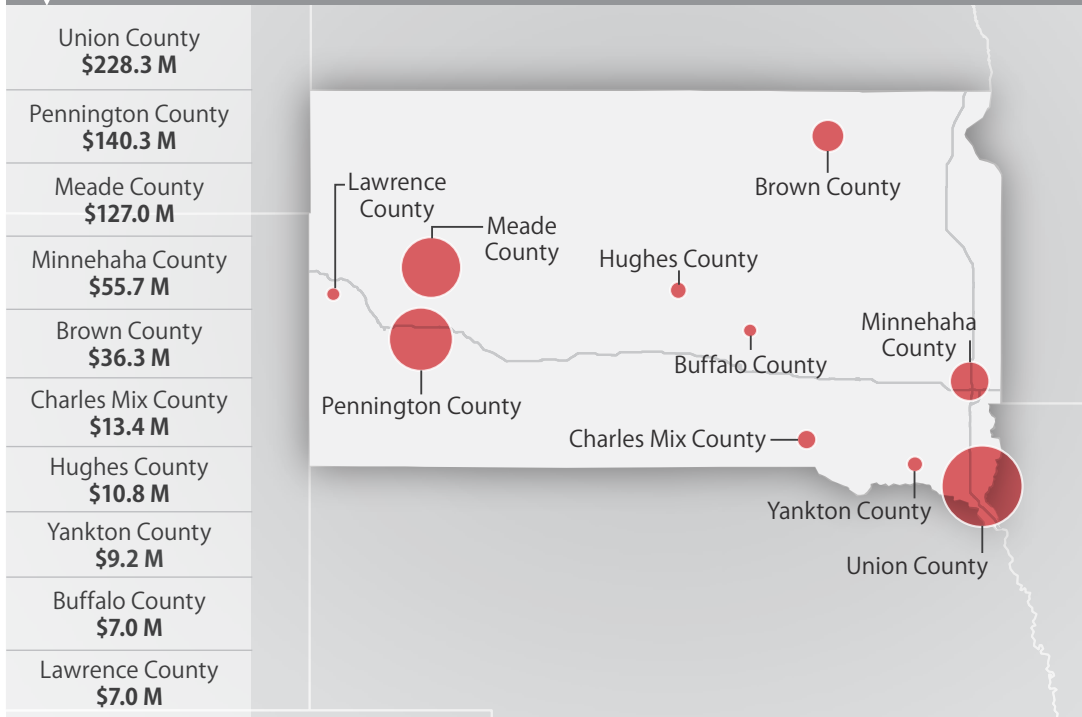 Union County
$228.3 M
Pennington County
$140.3 M
Meade County
$127.0 M
Minnehaha County
$55.7 M
Brown County
$36.3 M
Charles Mix County
$13.4 M
Hughes County
$10.8 M
Yankton County
$9.2 M
Buffalo County
$7.0 M
Lawrence County
$7.0 M
Brown County
Lawrence
County
Meade
County
Hughes County
Minnehaha
County
Buffalo County
Pennington County
Charles Mix County
Yankton County
Union County